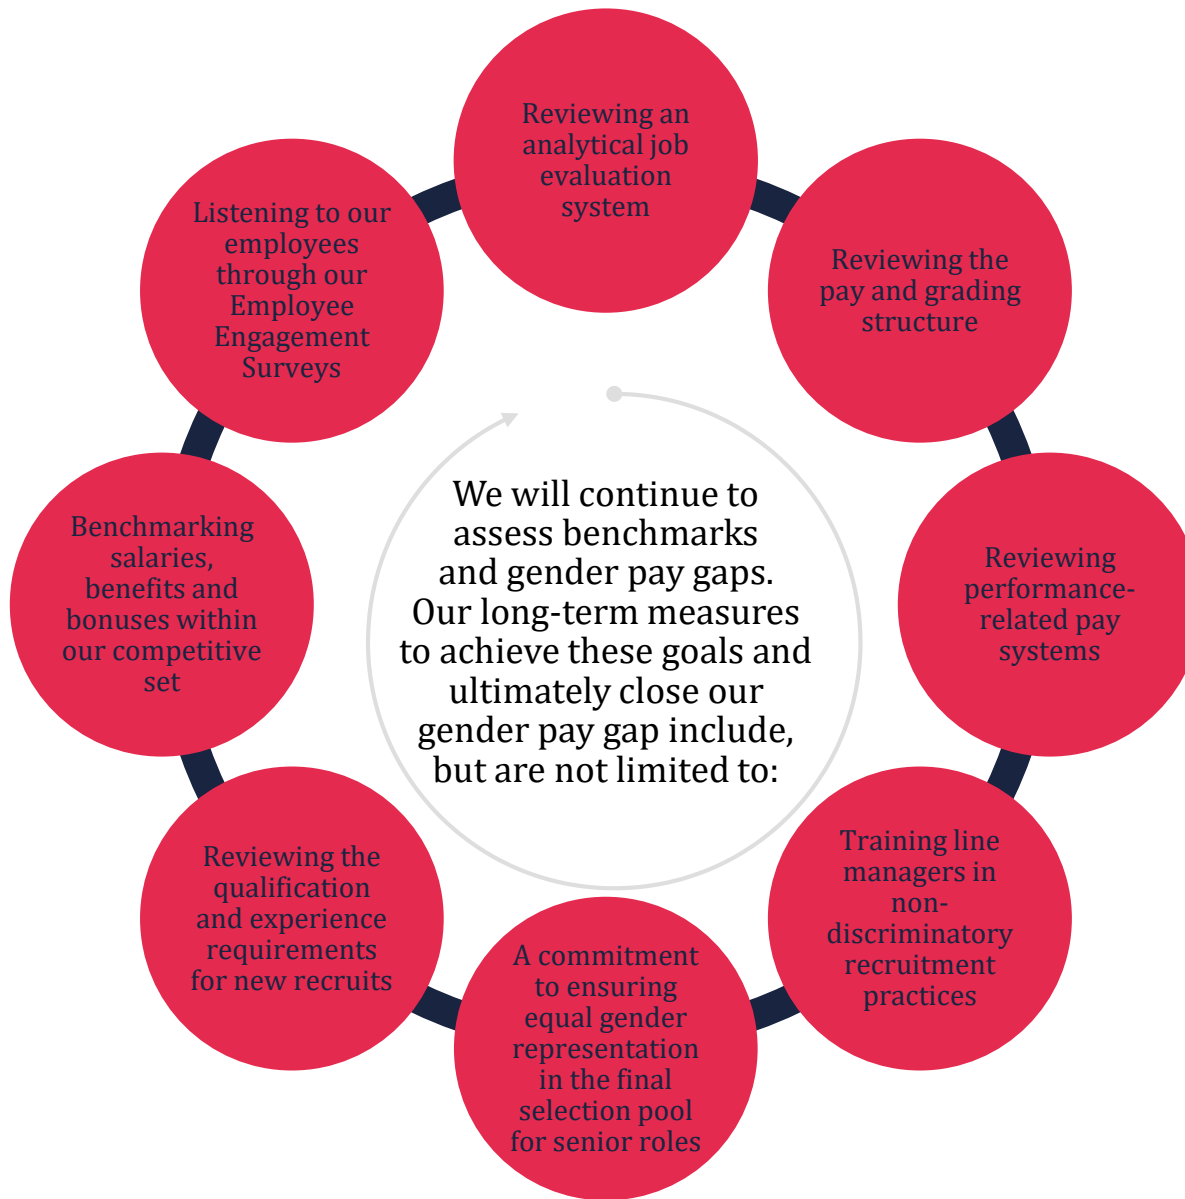 Reviewing an
analytical job
evaluation
system
Reviewing the
pay and grading
structure
Reviewing
performance-
related pay
systems
Training line
managers in
non-
discriminatory
recruitment
practices
A commitment
to ensuring
equal gender
representation
in the final
selection pool
for senior roles
Reviewing the
qualification
and experience
requirements
for new recruits
Benchmarking
salaries,
benefits and
bonuses within
our competitive
set
Listening to our
employees
through our
Employee
Engagement
Surveys
We will continue to
assess benchmarks
and gender pay gaps.
Our long-term measures
to achieve these goals and
ultimately close our
gender pay gap include,
but are not limited to: